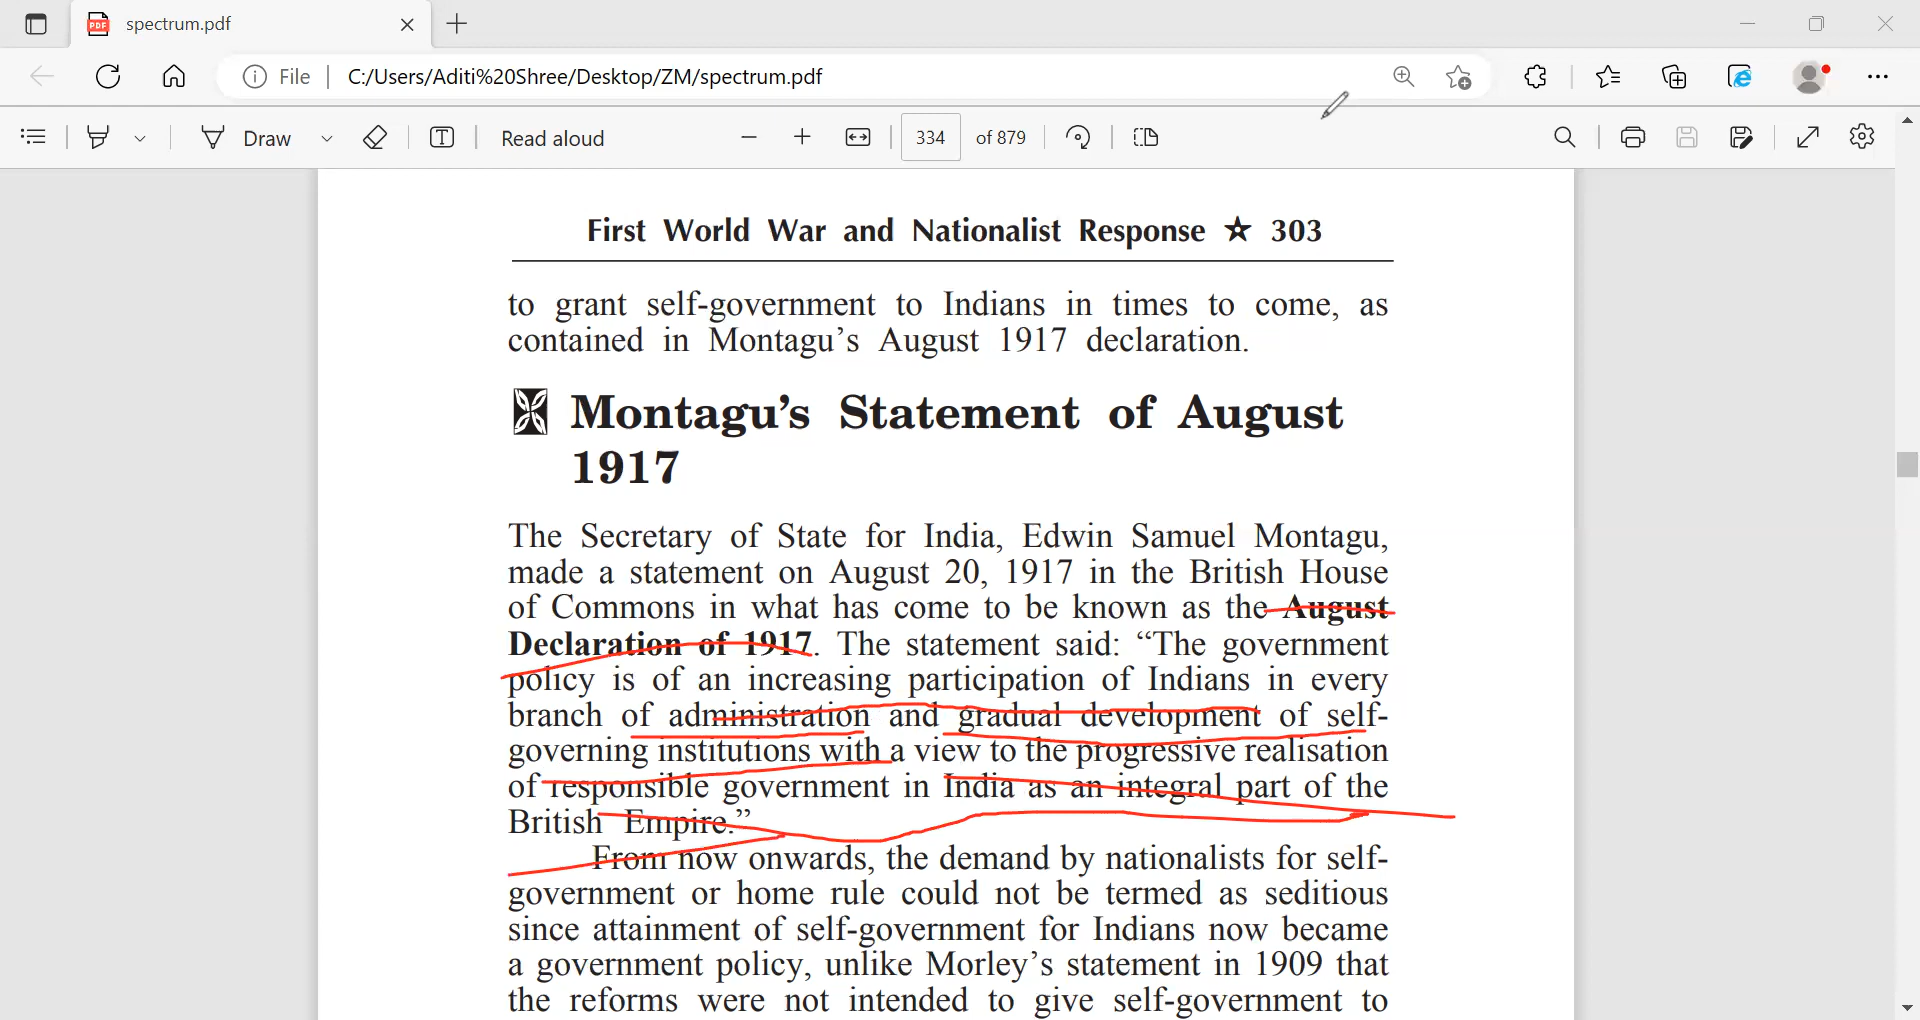 spectrum.pdf
File
C:/Users/Aditi%20Shree/Desktop/ZM/spectrum.pdf
Draw
Read aloud
334 of 879
First World War and Nationalist Response ☆ 303
to grant self-government to Indians in times to come, as
contained in Montagu's August 1917 declaration.
Montagu's Statement of August
1917
The Secretary of State for India, Edwin Samuel Montagu,
made a statement on August 20, 1917 in the British House
of Commons in what has come to be known as the August
Declaration of 1917. The statement said: “The government
policy is of an increasing participation of Indians in every
branch of administration and gradual development of self-
governing institutions with a view to the progressive realisation
of responsible government in India as an integral part of the
British Empire.”
From now onwards, the demand by nationalists for self-
government or home rule could not be termed as seditious
since attainment of self-government for Indians now became
a government policy, unlike Morley's statement in 1909 that
the reforms were not intended to give self-government to